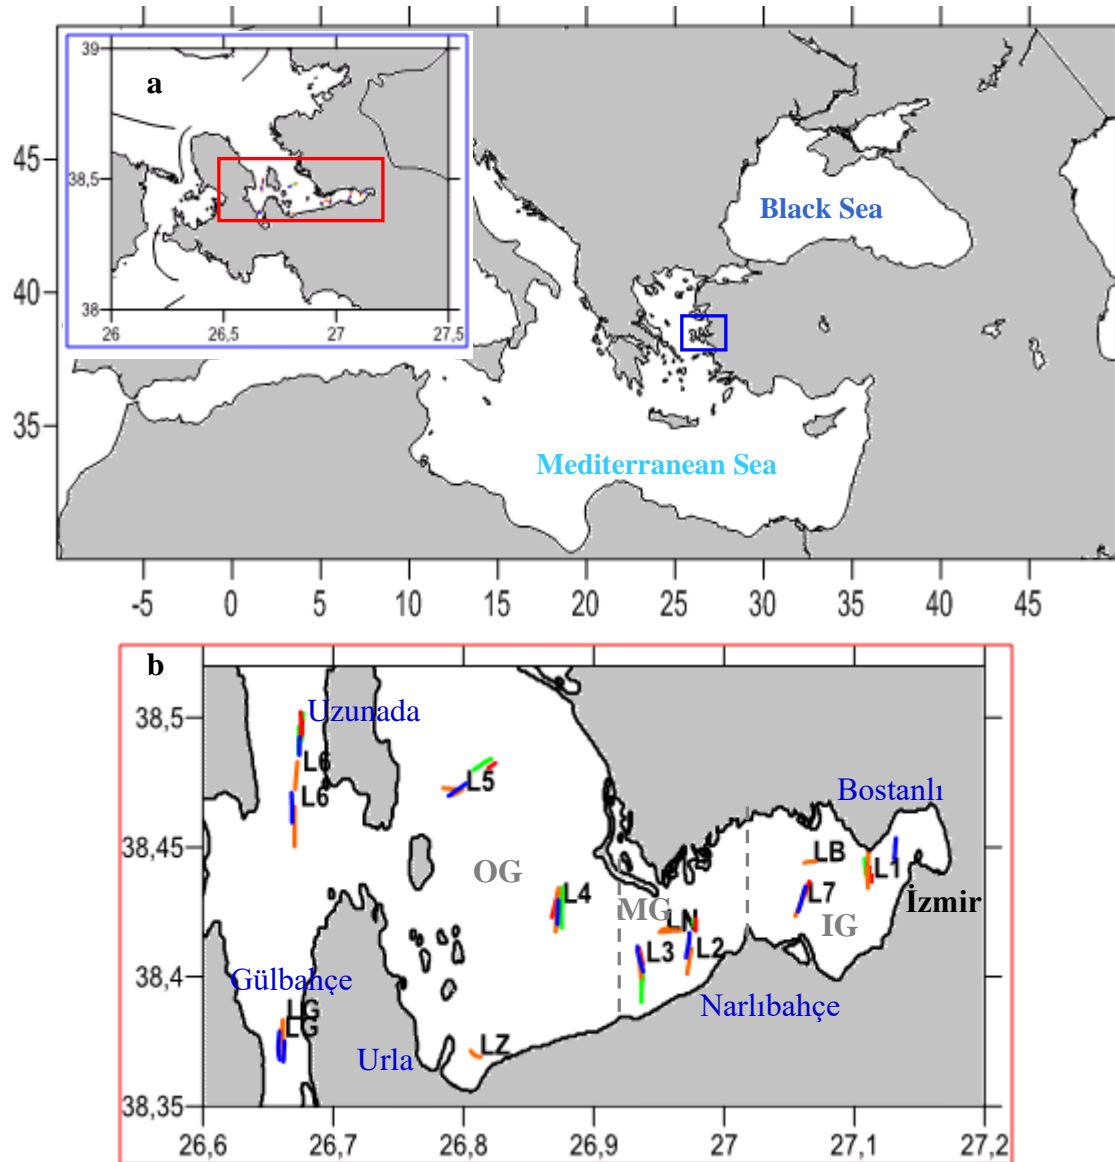 39
a
38,5
38
26
26,5
27
27,5
45
40
35
Black Sea
Mediterranean Sea
-5
0
5
10
15
20
25
30
35
40
45
b
38,5
38,45
38,4
38,35
Uzunada
L6
L6
L5
Bostanlı
LB
L1
OG
L4
L7
İzmir
MG
LN
IG
L3
L2
Gülbahçe
LG
LG
Narlıbahçe
Urla
LZ
26,6
26,7
26,8
26,9
27
27,1
27,2